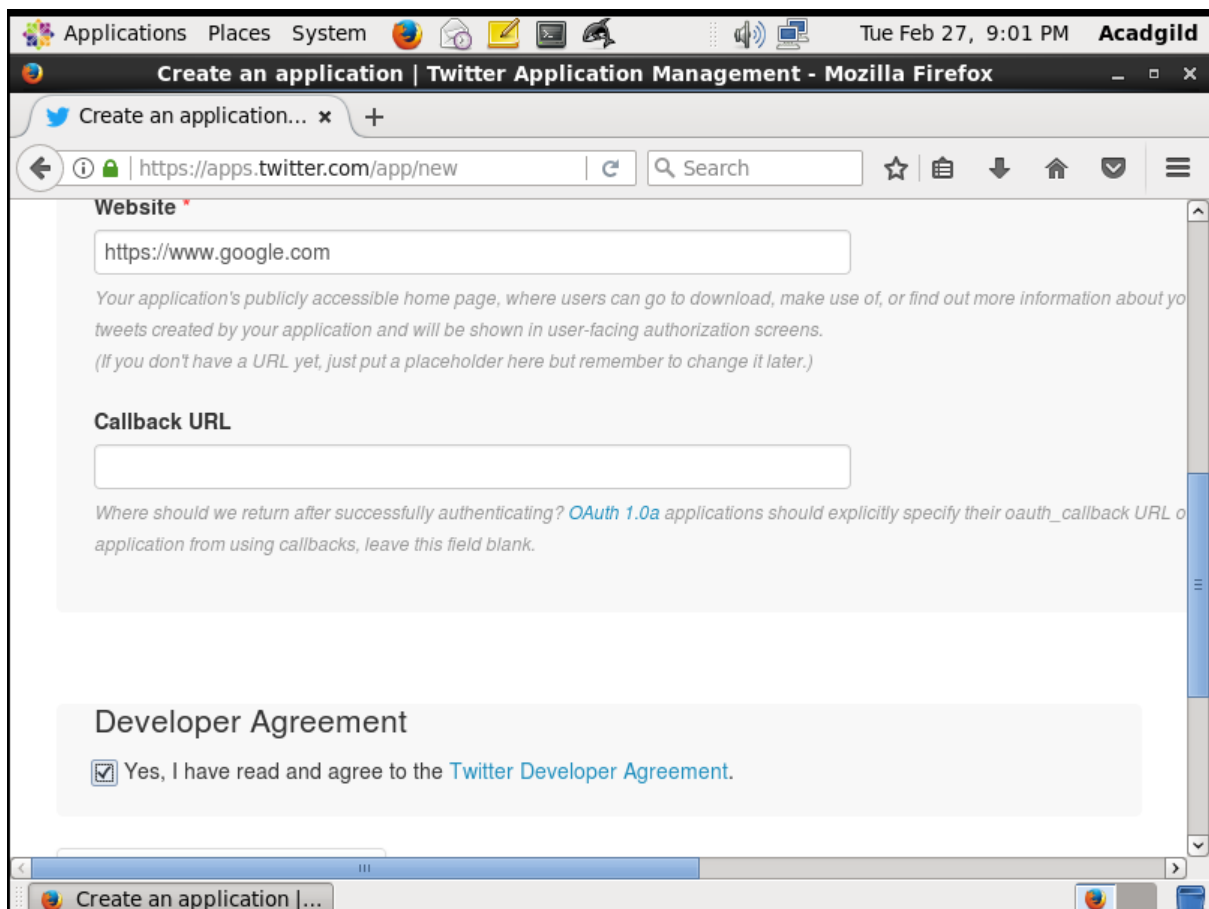 Applications Places System Tue Feb 27, 9:01 PM Acadgild
Create an application | Twitter Application Management - Mozilla Firefox
Create an application...
https://apps.twitter.com/app/new Search
Website *
https://www.google.com
Your application's publicly accessible home page, where users can go to download, make use of, or find out more information about yo
tweets created by your application and will be shown in user-facing authorization screens.
(If you don't have a URL yet, just put a placeholder here but remember to change it later.)
Callback URL
Where should we return after successfully authenticating? OAuth 1.0a applications should explicitly specify their oauth_callback URL o
application from using callbacks, leave this field blank.
Developer Agreement
Yes, I have read and agree to the Twitter Developer Agreement.
Create an application |...